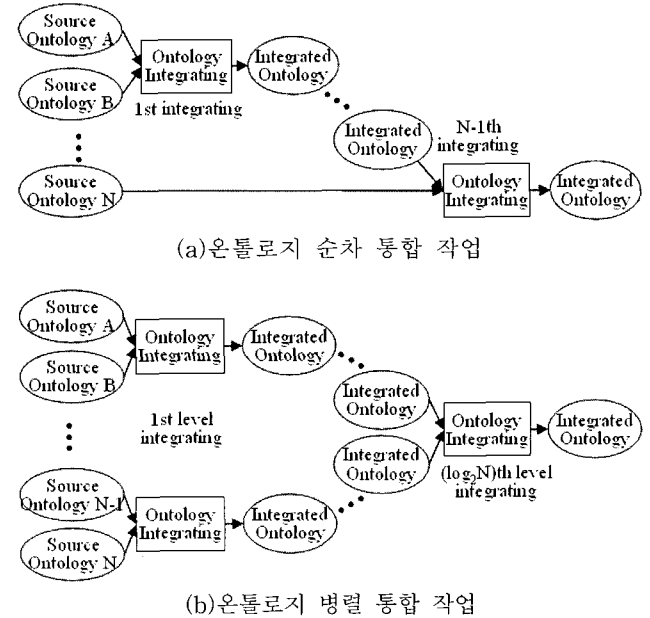 Source
Ontology A
Ontology
Integrating
Integrated
Ontology
Source
Ontology B
1st integrating
Integrated
Ontology
N-1th
integrating
Source
Ontology N
Ontology
Integrating
Integrated
Ontology
(a)온톨로지 순차 통합 작업
Source
Ontology A
Ontology
Integrating
Integrated
Ontology
Source
Ontology B
Integrated
Ontology
1st level
integrating
Ontology
Integrating
Integrated
Ontology
Integrated
Ontology
(log₂N)th level
integrating
Source
Ontology N-1
Ontology
Integrating
Integrated
Ontology
Source
Ontology N
(b)온톨로지 병렬 통합 작업